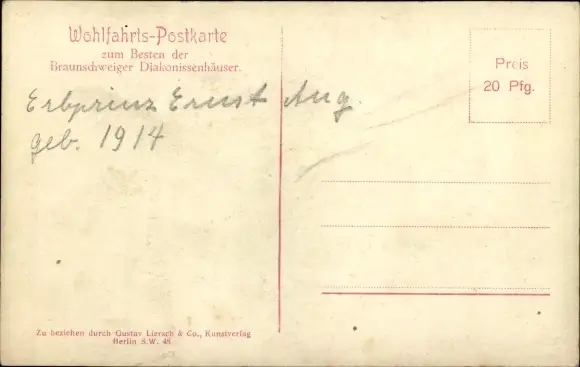 Wohlfahrts-Postkarte
zum Besten der
Braunschweiger Diakonissenhäuser.
Preis
20 Pfg.
Erbprinz Ernst Aug.
geb. 1914
Zu beziehen durch Gustav Liersch & Co., Kunstverlag
Berlin S.W. 48